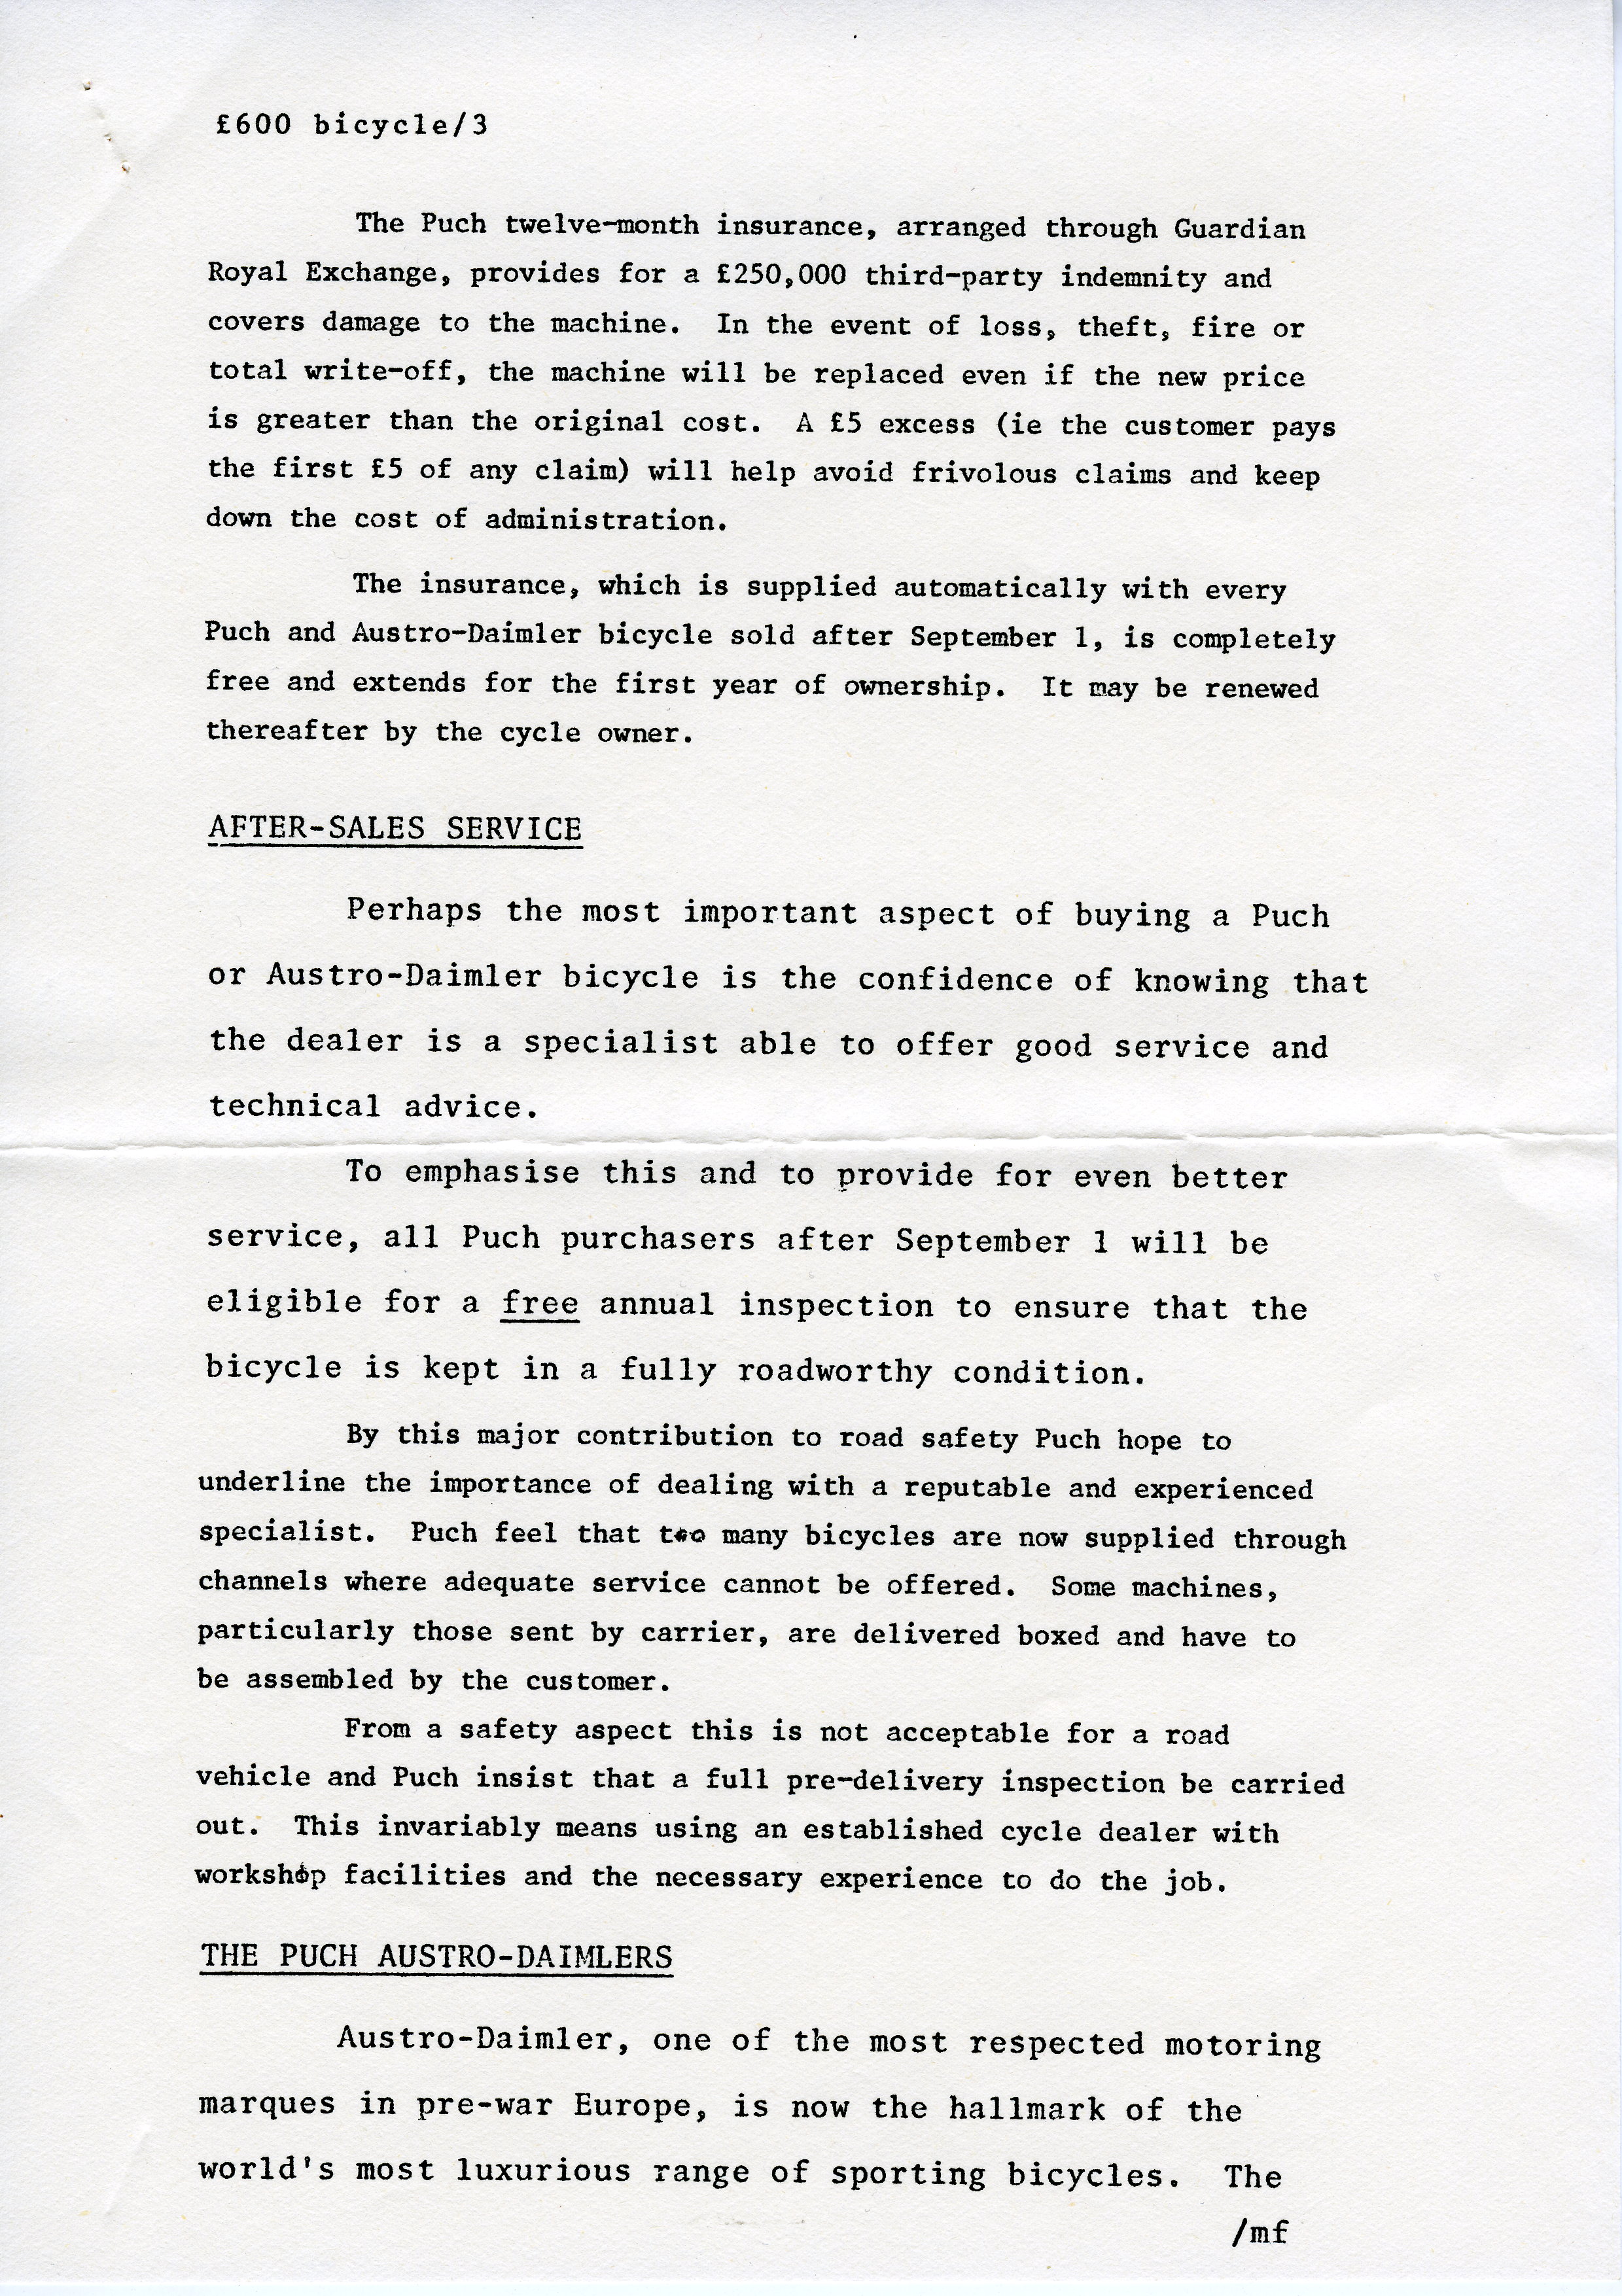 £600 bicycle/3
The Puch twelve-month insurance, arranged through Guardian
Royal Exchange, provides for a £250,000 third-party indemnity and
covers damage to the machine.  In the event of loss, theft, fire or
total write-off, the machine will be replaced even if the new price
is greater than the original cost.  A £5 excess (ie the customer pays
the first £5 of any claim) will help avoid frivolous claims and keep
down the cost of administration.
The insurance, which is supplied automatically with every
Puch and Austro-Daimler bicycle sold after September 1, is completely
free and extends for the first year of ownership.  It may be renewed
thereafter by the cycle owner.
AFTER-SALES SERVICE
Perhaps the most important aspect of buying a Puch
or Austro-Daimler bicycle is the confidence of knowing that
the dealer is a specialist able to offer good service and
technical advice.
To emphasise this and to provide for even better
service, all Puch purchasers after September 1 will be
eligible for a free annual inspection to ensure that the
bicycle is kept in a fully roadworthy condition.
By this major contribution to road safety Puch hope to
underline the importance of dealing with a reputable and experienced
specialist.  Puch feel that too many bicycles are now supplied through
channels where adequate service cannot be offered.  Some machines,
particularly those sent by carrier, are delivered boxed and have to
be assembled by the customer.
From a safety aspect this is not acceptable for a road
vehicle and Puch insist that a full pre-delivery inspection be carried
out.  This invariably means using an established cycle dealer with
workshop facilities and the necessary experience to do the job.
THE PUCH AUSTRO-DAIMLERS
Austro-Daimler, one of the most respected motoring
marques in pre-war Europe, is now the hallmark of the
world's most luxurious range of sporting bicycles.  The
/mf